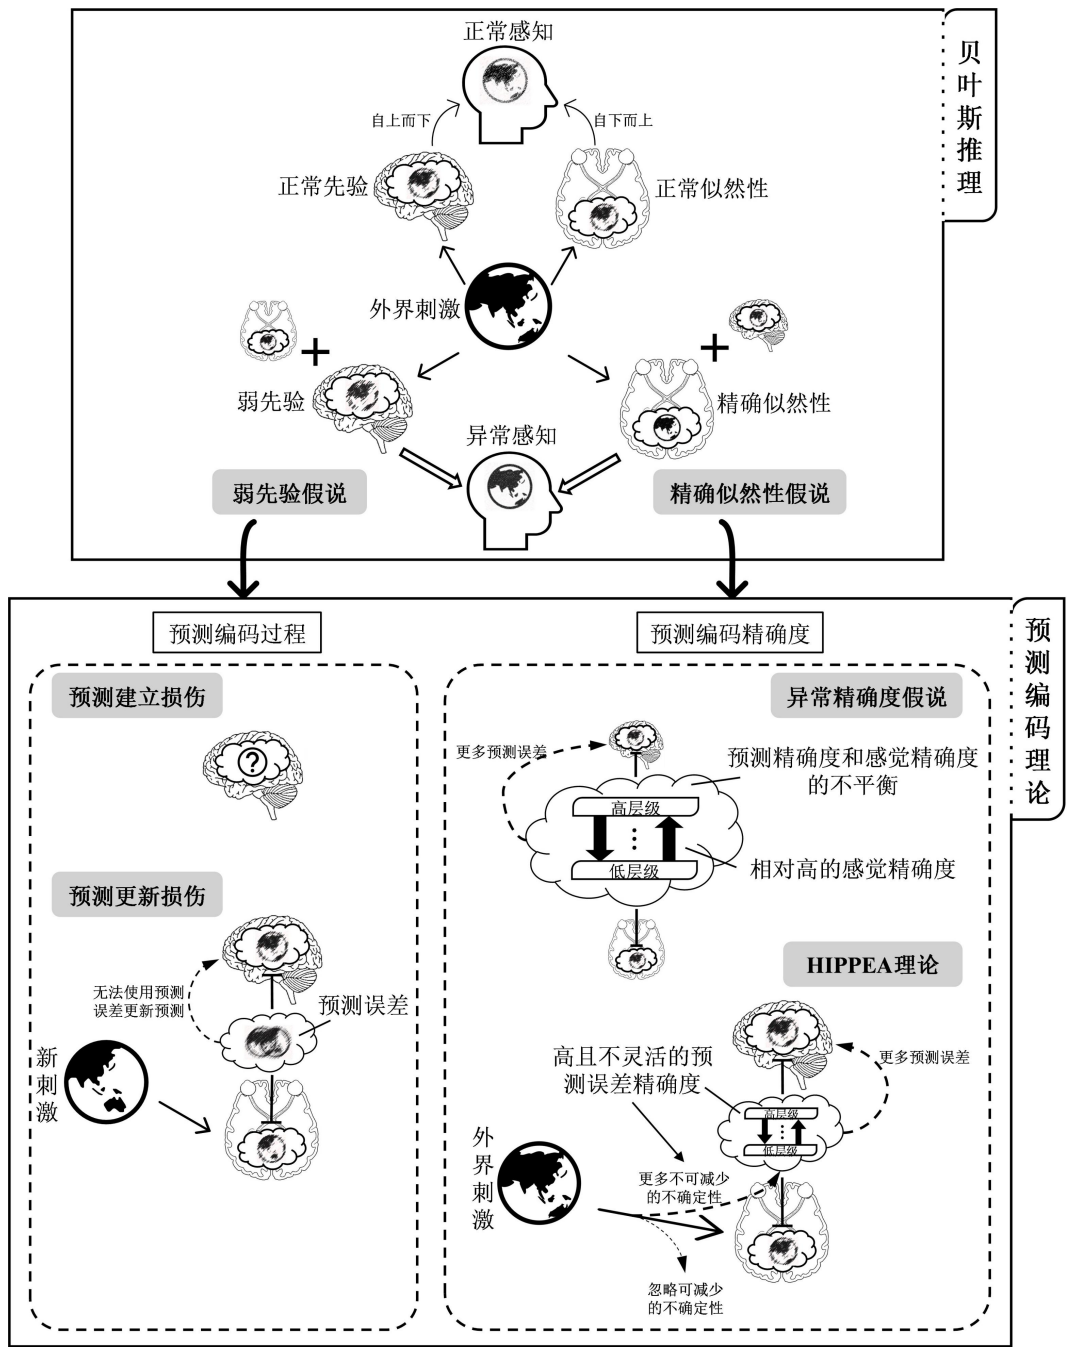 正常感知
贝叶斯推理
自上而下
自下而上
正常先验
正常似然性
外界刺激
弱先验
精确似然性
异常感知
弱先验假说
精确似然性假说
预测编码理论
预测编码过程
预测编码精确度
预测建立损伤
?
预测更新损伤
无法使用预测
误差更新预测
预测误差
新刺激
异常精确度假说
更多预测误差
预测精确度和感觉精确度
的不平衡
高层级
低层级
相对高的感觉精确度
HIPPEA理论
高且不灵活的预
测误差精确度
更多预测误差
高层级
低层级
外界刺激
更多不可减少
的不确定性
忽略可减少
的不确定性